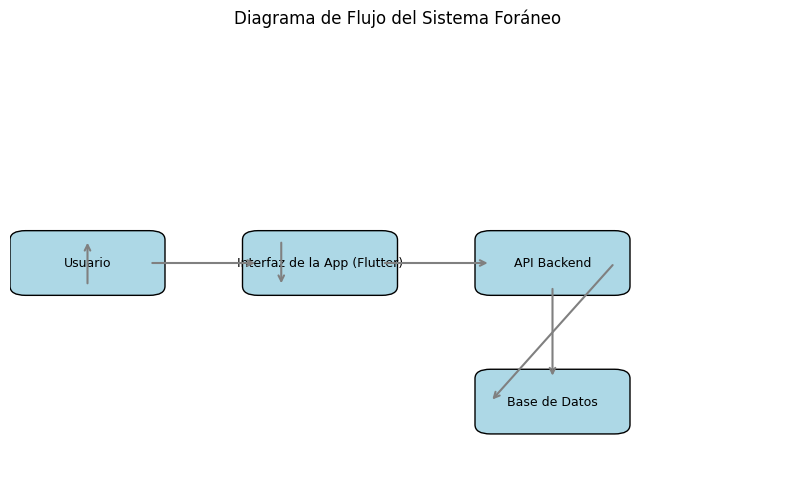 Diagrama de Flujo del Sistema Foráneo
Usuario
Interfaz de la App (Flutter)
API Backend
Base de Datos